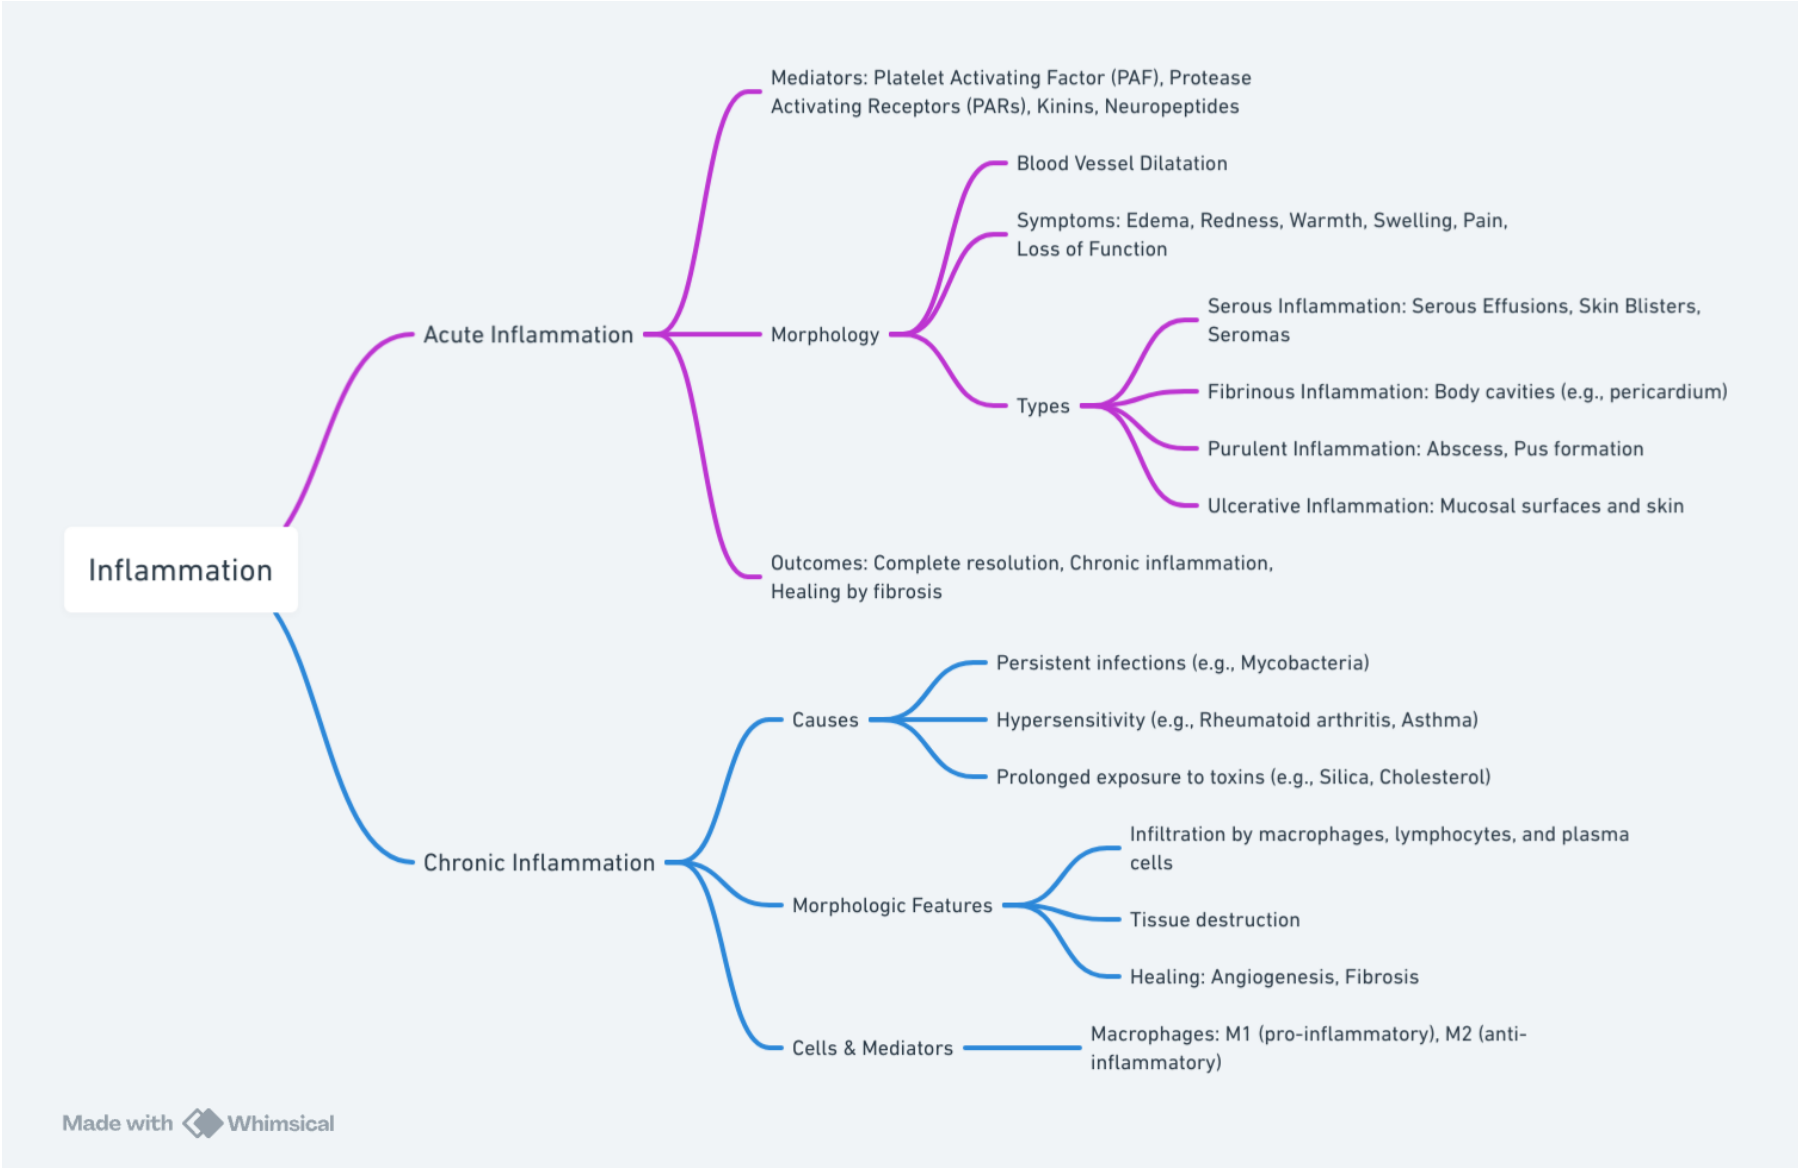 Inflammation
Acute Inflammation
Mediators: Platelet Activating Factor (PAF), Protease
Activating Receptors (PARs), Kinins, Neuropeptides
Morphology
Blood Vessel Dilatation
Symptoms: Edema, Redness, Warmth, Swelling, Pain,
Loss of Function
Types
Serous Inflammation: Serous Effusions, Skin Blisters,
Seromas
Fibrinous Inflammation: Body cavities (e.g., pericardium)
Purulent Inflammation: Abscess, Pus formation
Ulcerative Inflammation: Mucosal surfaces and skin
Outcomes: Complete resolution, Chronic inflammation,
Healing by fibrosis
Chronic Inflammation
Causes
Persistent infections (e.g., Mycobacteria)
Hypersensitivity (e.g., Rheumatoid arthritis, Asthma)
Prolonged exposure to toxins (e.g., Silica, Cholesterol)
Morphologic Features
Infiltration by macrophages, lymphocytes, and plasma
cells
Tissue destruction
Healing: Angiogenesis, Fibrosis
Cells & Mediators
Macrophages: M1 (pro-inflammatory), M2 (anti-
inflammatory)
Made with Whimsical